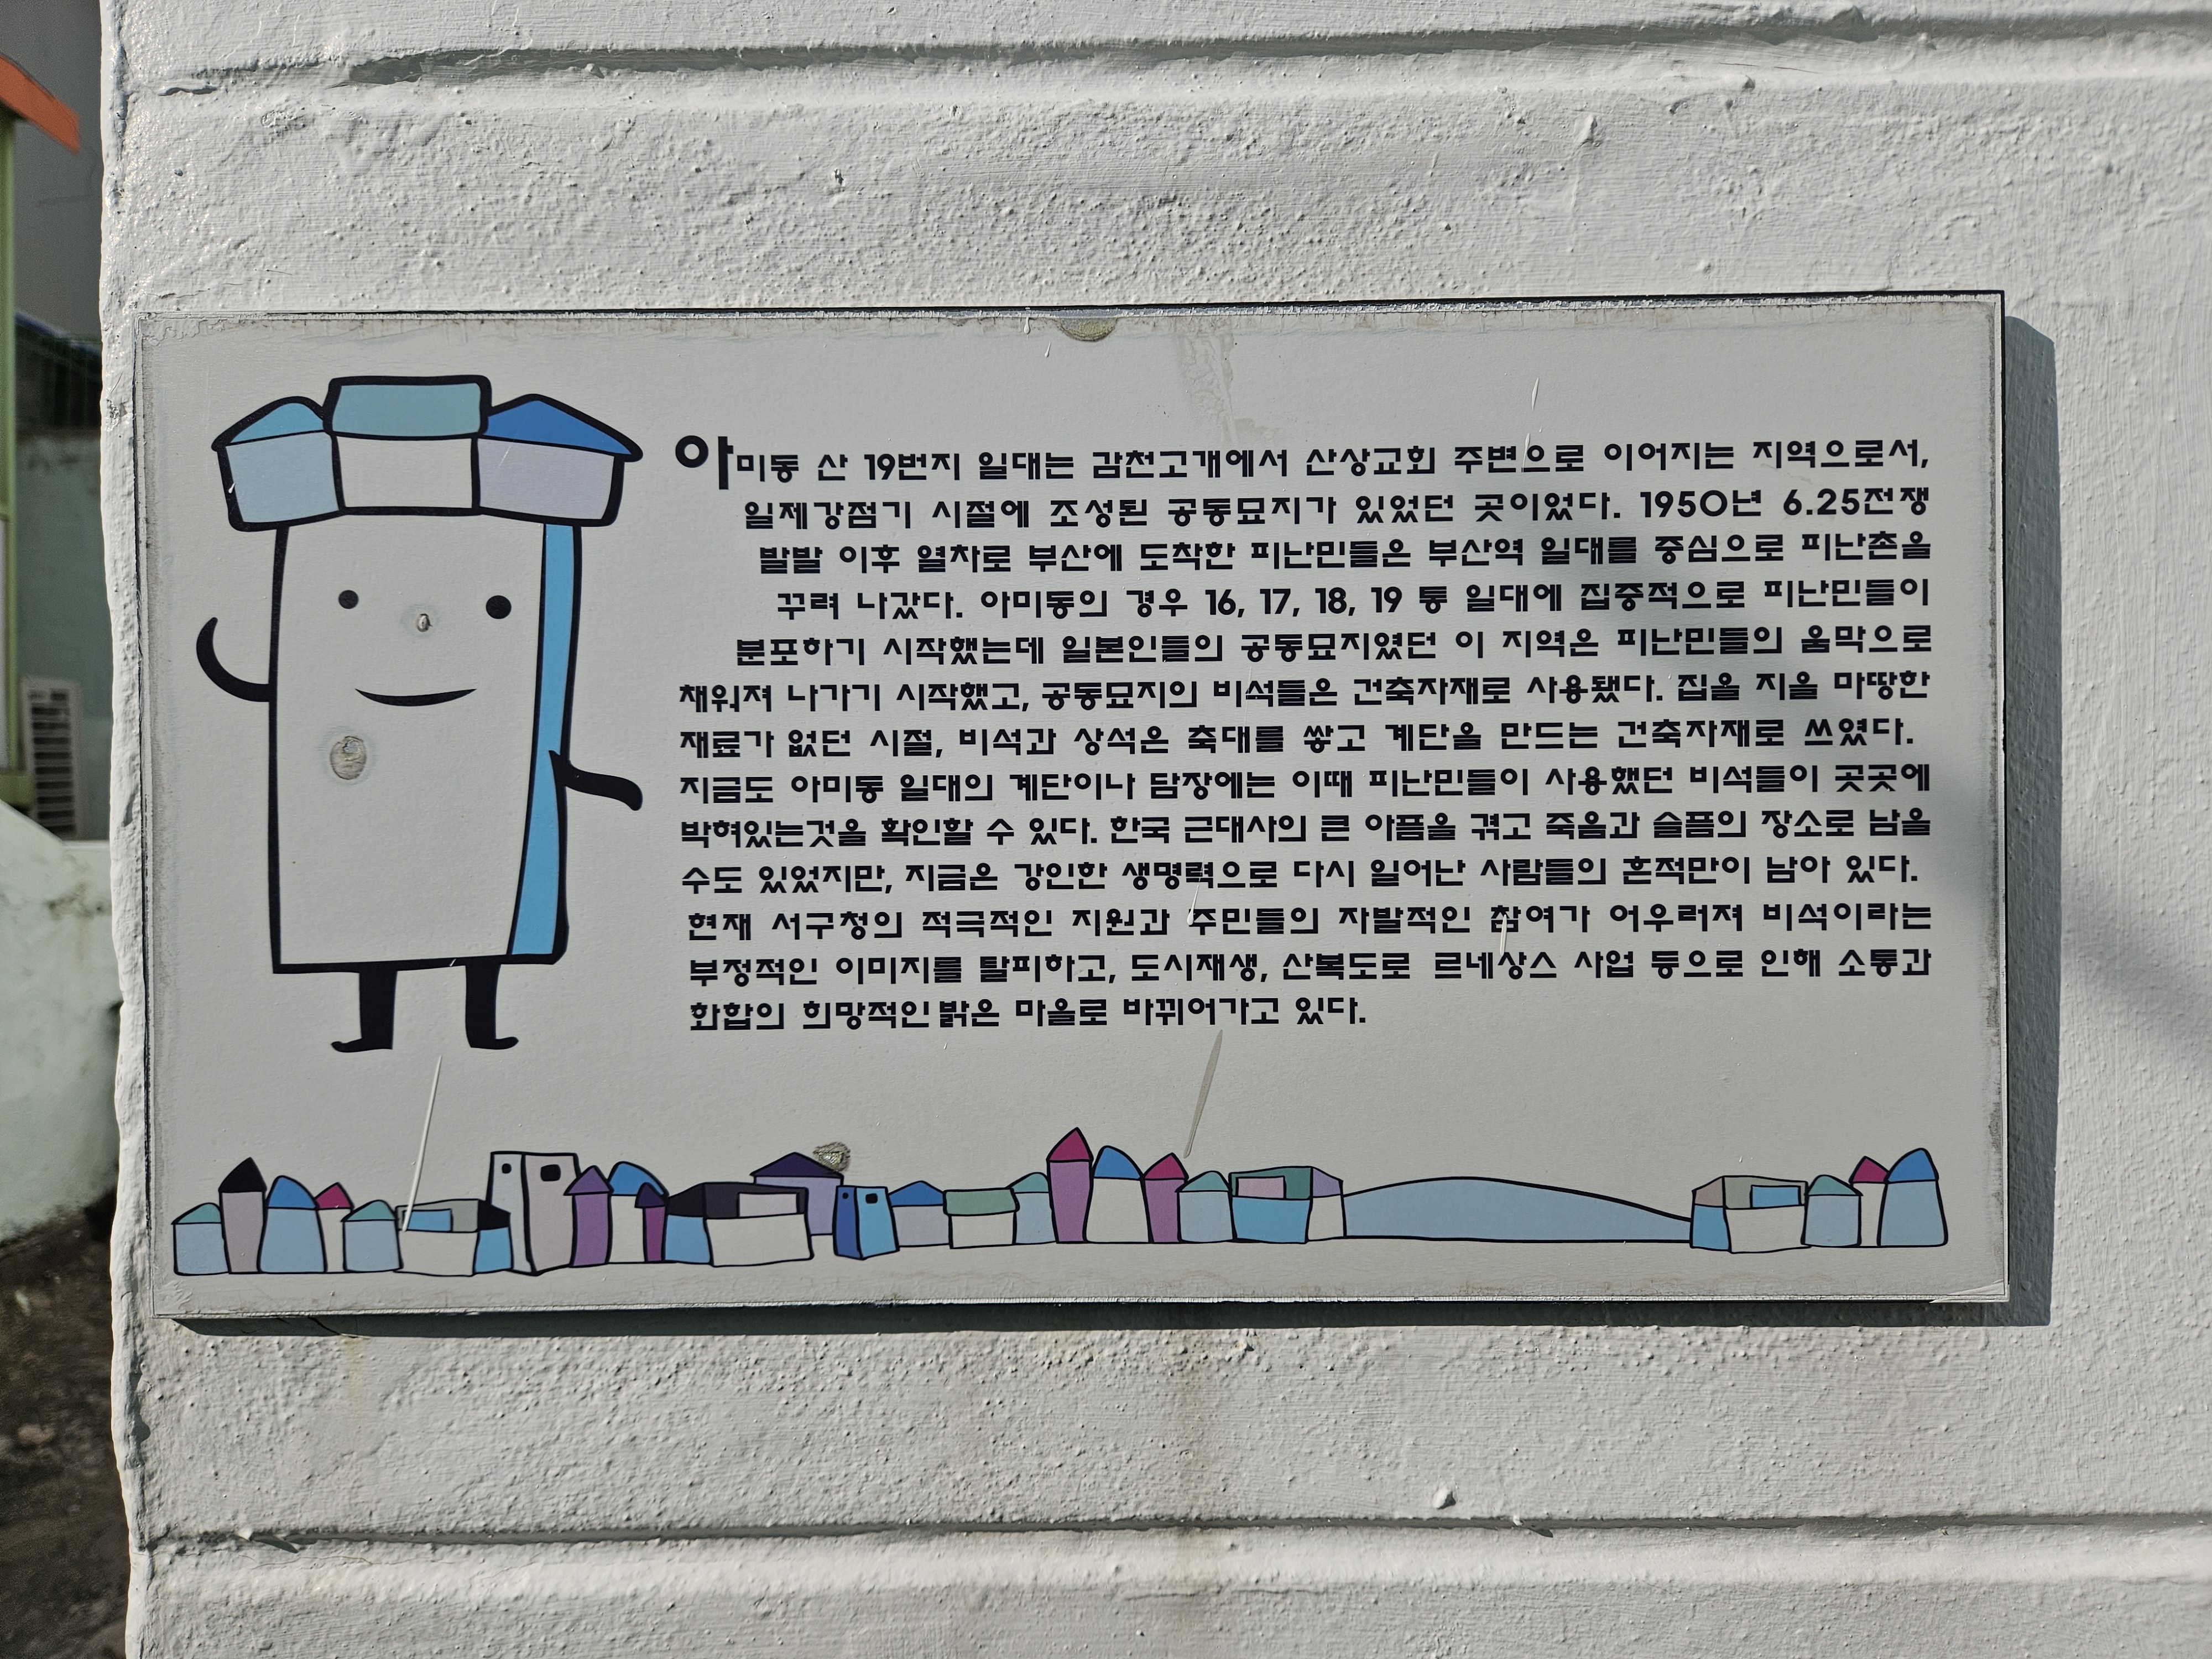 아미동 산 19번지 일대는 감천고개에서 산상교회 주변으로 이어지는 지역으로서,
일제강점기 시절에 조성된 공동묘지가 있었던 곳이었다. 1950년 6.25전쟁
발발 이후 열차로 부산에 도착한 피난민들은 부산역 일대를 중심으로 피난촌을
꾸려 나갔다. 아미동의 경우 16, 17, 18, 19 통 일대에 집중적으로 피난민들이
분포하기 시작했는데 일본인들의 공동묘지였던 이 지역은 피난민들의 움막으로
채워져 나가기 시작했고, 공동묘지의 비석들은 건축자재로 사용됐다. 집을 지을 마땅한
재료가 없던 시절, 비석과 상석은 축대를 쌓고 계단을 만드는 건축자재로 쓰였다.
지금도 아미동 일대의 계단이나 담장에는 이때 피난민들이 사용했던 비석들이 곳곳에
박혀있는것을 확인할 수 있다. 한국 근대사의 큰 아픔을 겪고 죽음과 슬픔의 장소로 남을
수도 있었지만, 지금은 강인한 생명력으로 다시 일어난 사람들의 흔적만이 남아 있다.
현재 서구청의 적극적인 지원과 주민들의 자발적인 참여가 어우러져 비석이라는
부정적인 이미지를 탈피하고, 도시재생, 산복도로 르네상스 사업 등으로 인해 소통과
화합의 희망적인 밝은 마을로 바뀌어가고 있다.